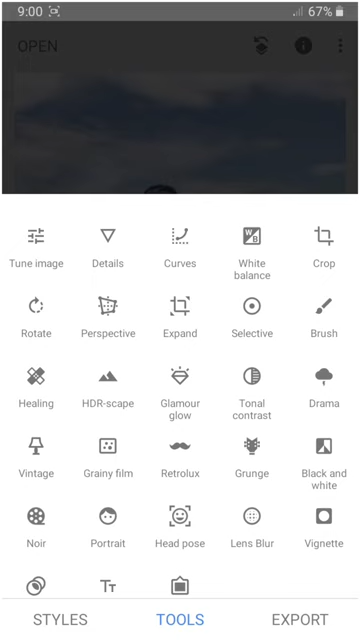 9:00 67%
OPEN
Tune image Details Curves White balance Crop
Rotate Perspective Expand Selective Brush
Healing HDR-scape Glamour glow Tonal contrast Drama
Vintage Grainy film Retrolux Grunge Black and white
Noir Portrait Head pose Lens Blur Vignette
STYLES TOOLS EXPORT